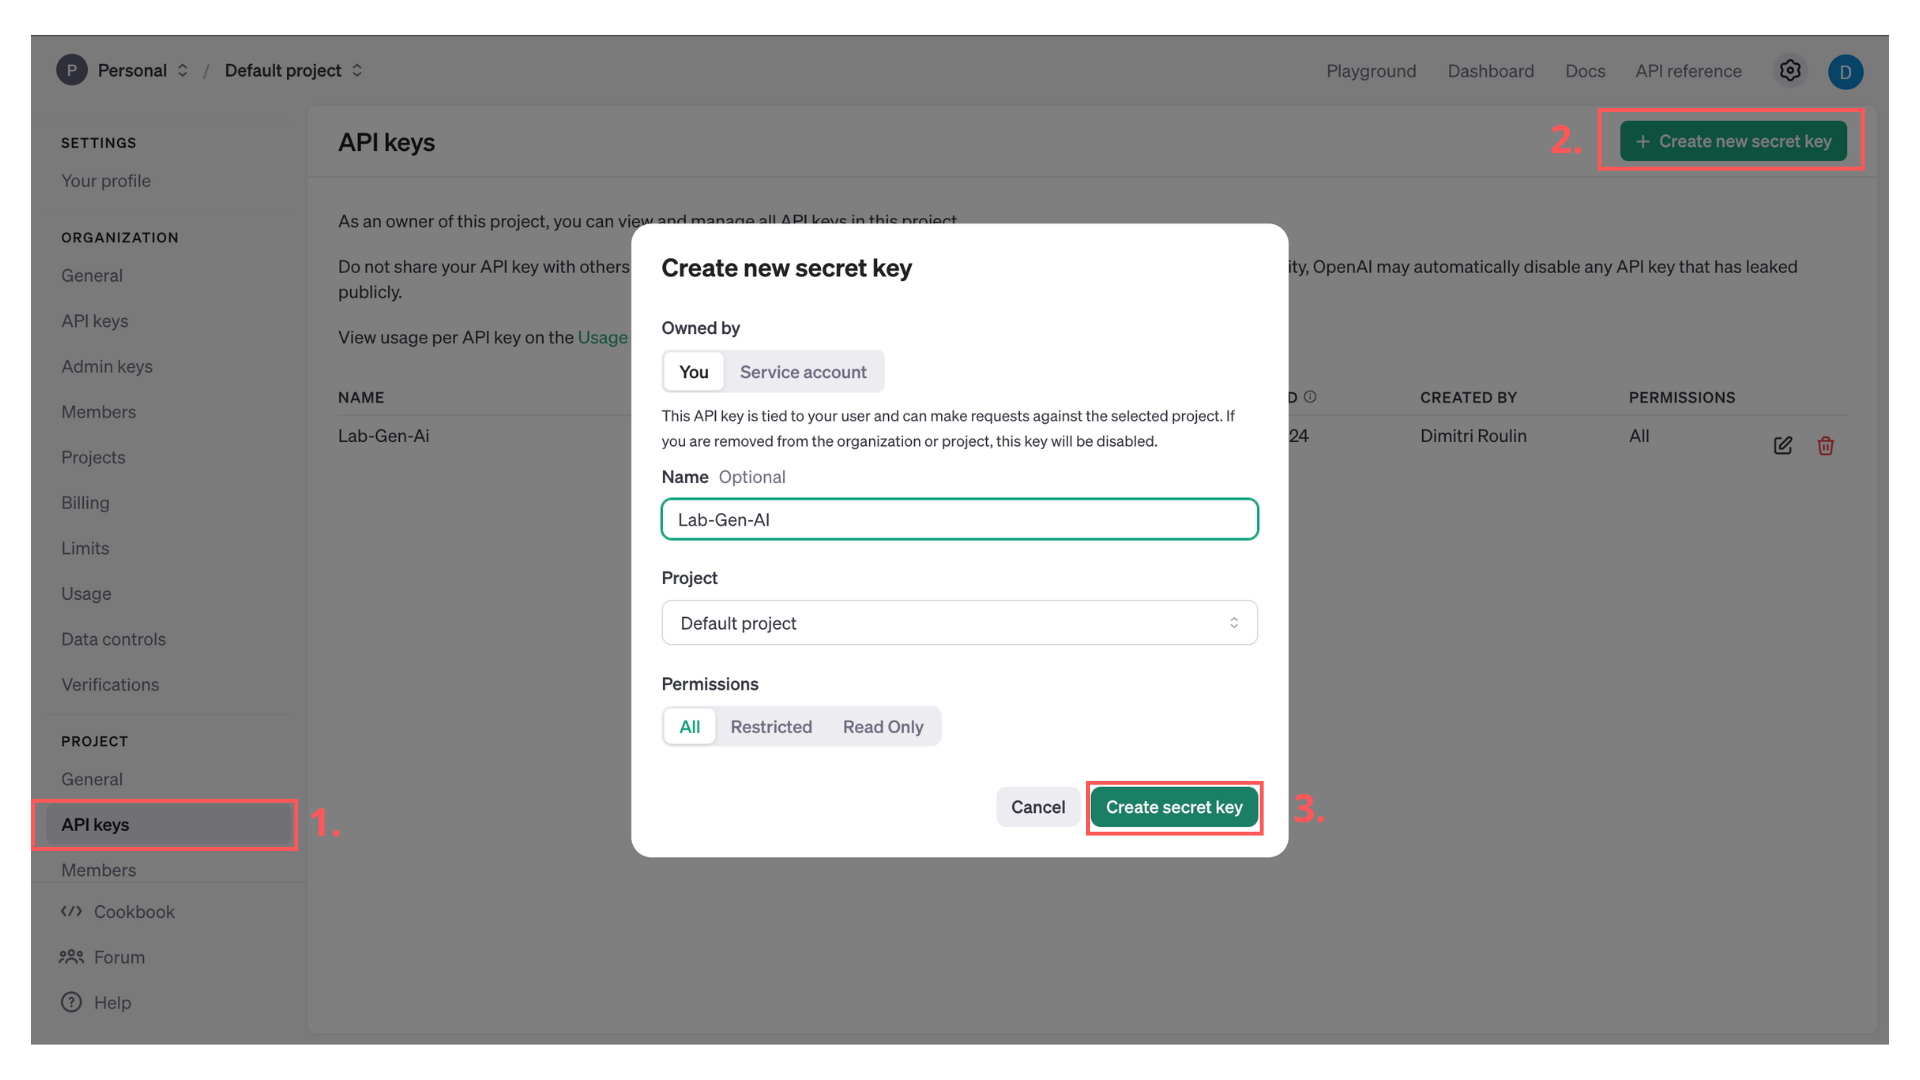 P Personal / Default project
Playground Dashboard Docs API reference D
SETTINGS
Your profile
ORGANIZATION
General
API keys
Admin keys
Members
Projects
Billing
Limits
Usage
Data controls
Verifications
PROJECT
General
API keys
1.
Members
Cookbook
Forum
Help
API keys
2.
+ Create new secret key
As an owner of this project, you can view and manage all API keys in this project
Do not share your API key with others
ity, OpenAI may automatically disable any API key that has leaked
publicly.
View usage per API key on the Usage
NAME D CREATED BY PERMISSIONS
Lab-Gen-Ai 24 Dimitri Roulin All
Create new secret key
Owned by
You Service account
This API key is tied to your user and can make requests against the selected project. If
you are removed from the organization or project, this key will be disabled.
Name Optional
Lab-Gen-AI
Project
Default project
Permissions
All Restricted Read Only
Cancel Create secret key
3.